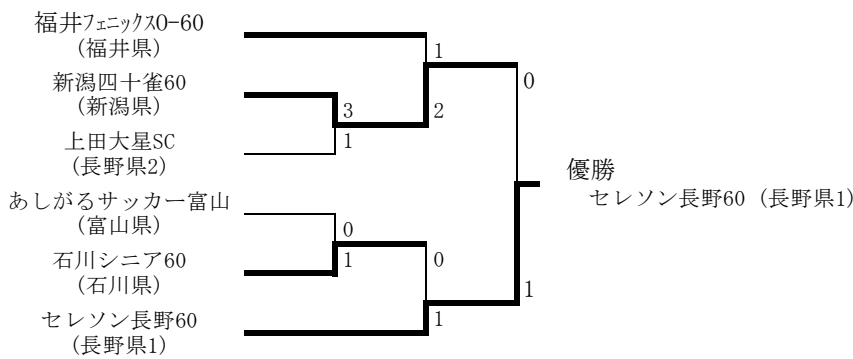 福井フェニックスO-60
(福井県)
1
0
新潟四十雀60
(新潟県)
3
2
上田大星SC
(長野県2)
1
優勝
セレソン長野60 (長野県1)
あしがるサッカー富山
(富山県)
0
石川シニア60
(石川県)
1
0
1
セレソン長野60
(長野県1)
1